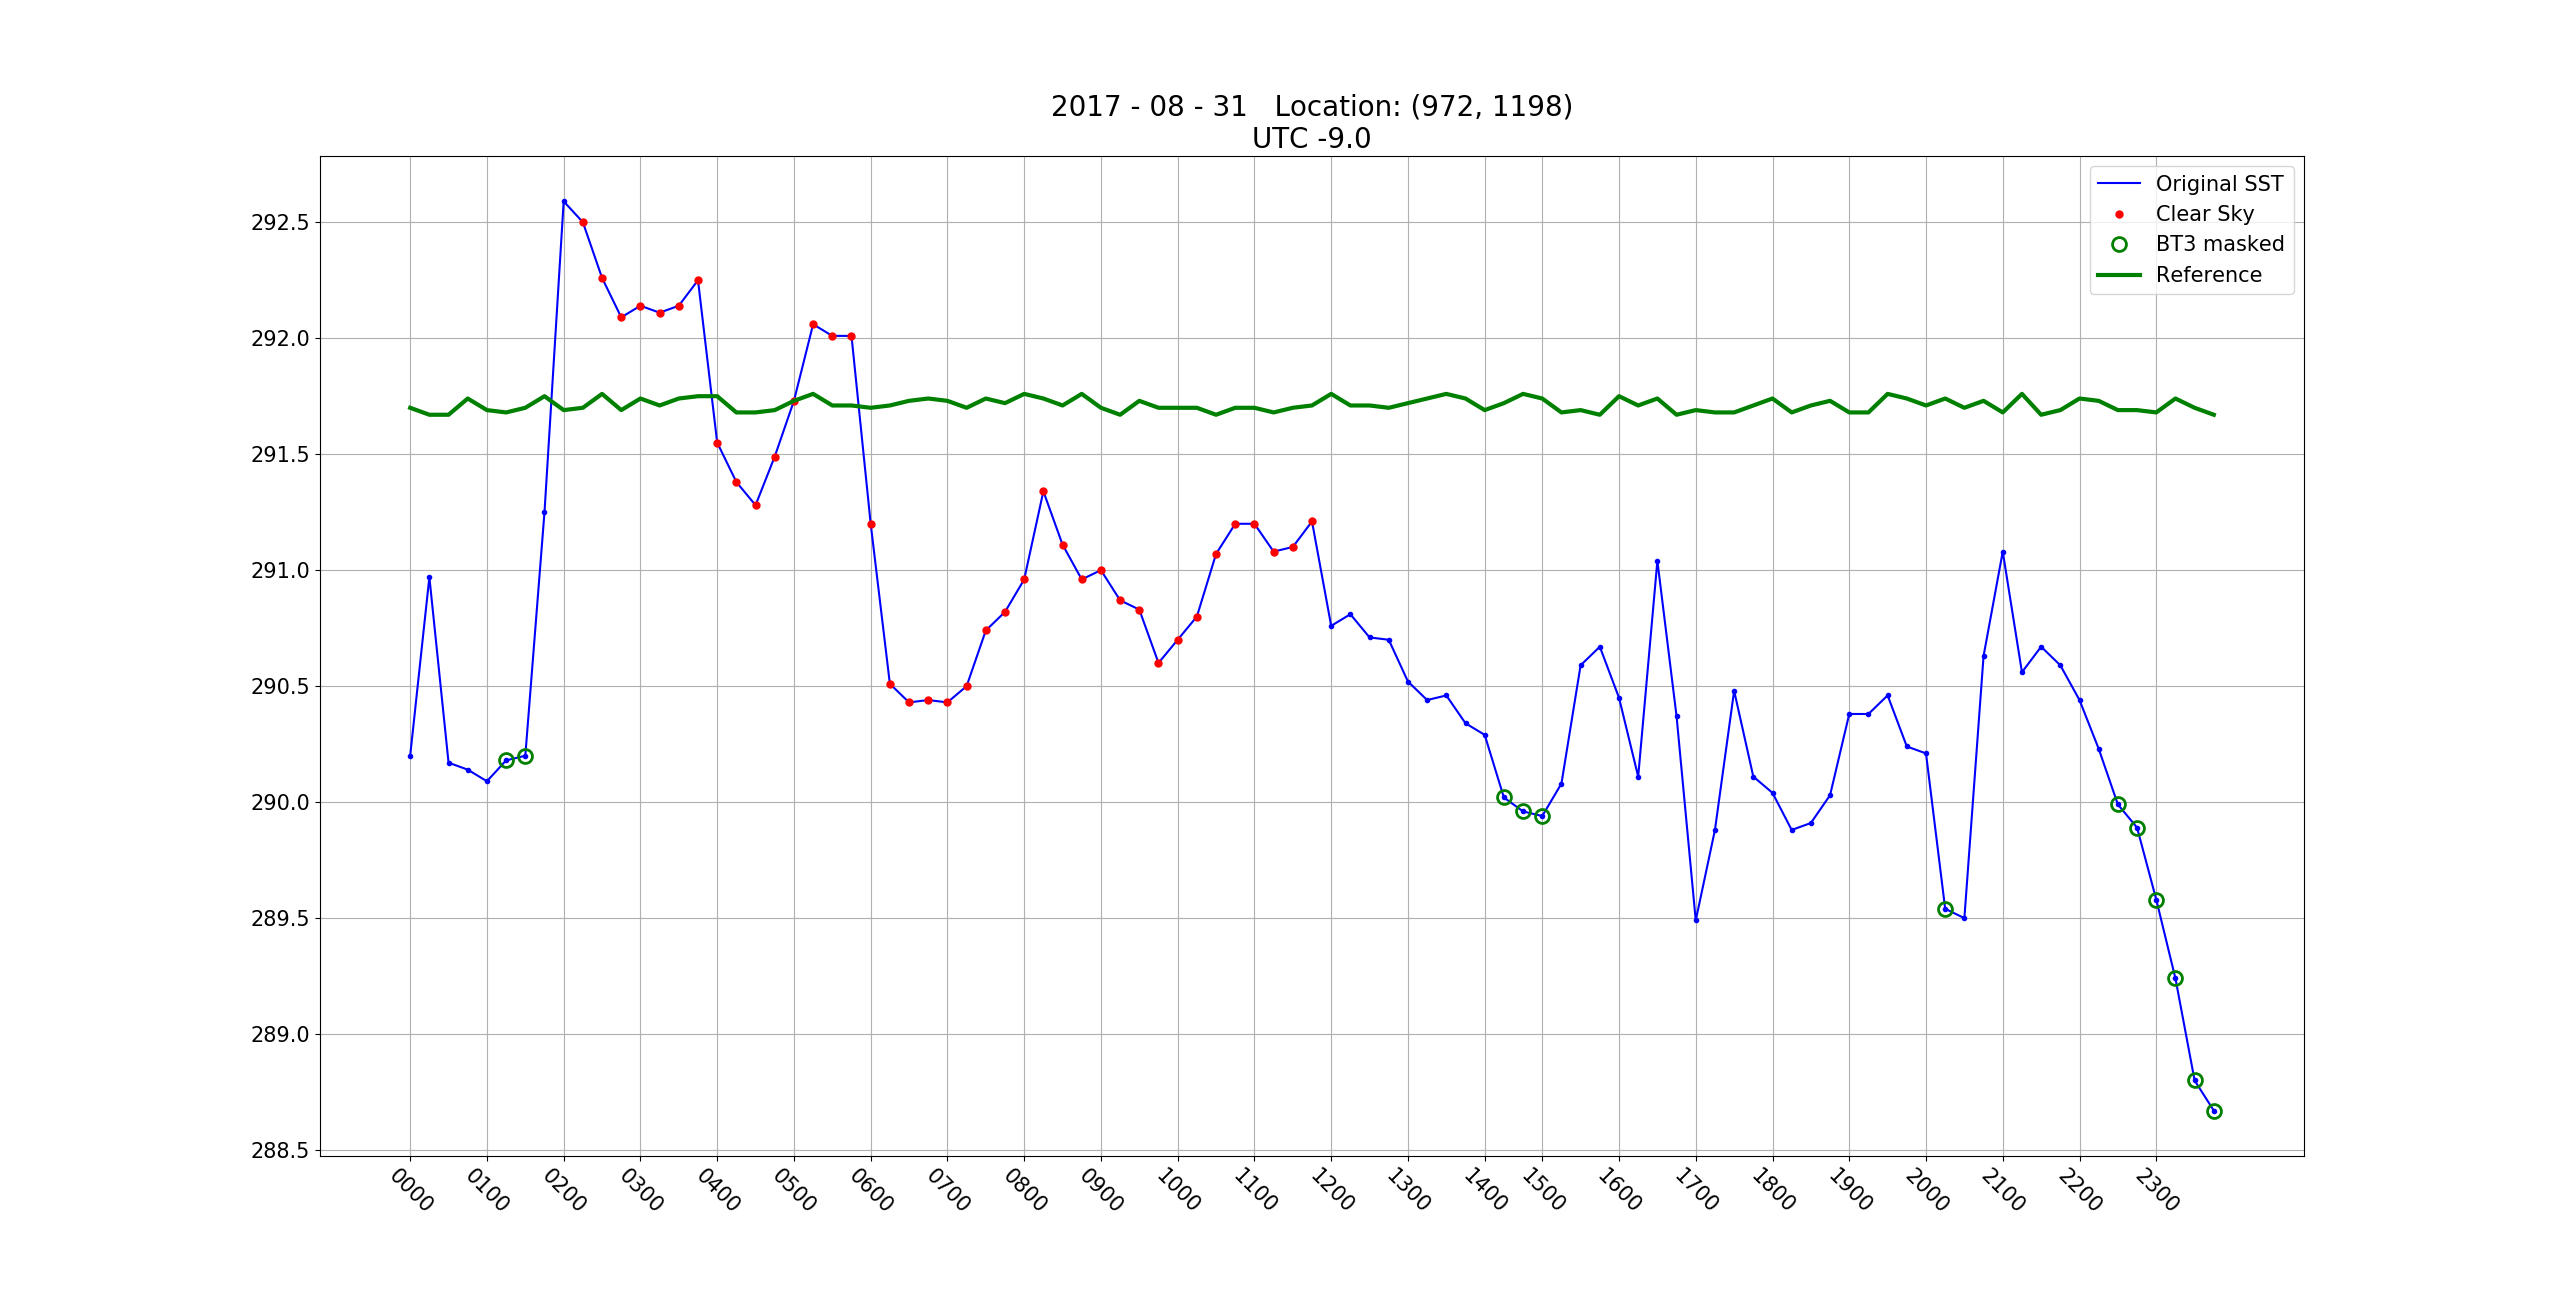 2017 - 08 - 31   Location: (972, 1198)
UTC -9.0
Original SST
Clear Sky
BT3 masked
Reference
292.5
292.0
291.5
291.0
290.5
290.0
289.5
289.0
288.5
0000 0100 0200 0300 0400 0500 0600 0700 0800 0900 1000 1100 1200 1300 1400 1500 1600 1700 1800 1900 2000 2100 2200 2300